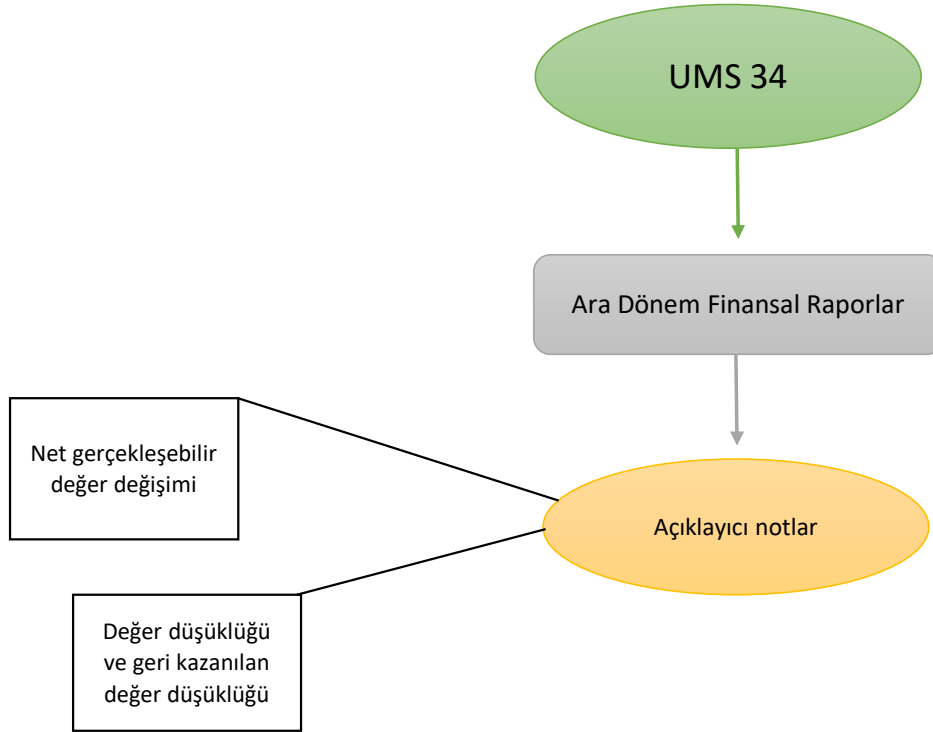 UMS 34
Ara Dönem Finansal Raporlar
Net gerçekleşebilir
değer değişimi
Açıklayıcı notlar
Değer düşüklüğü
ve geri kazanılan
değer düşüklüğü